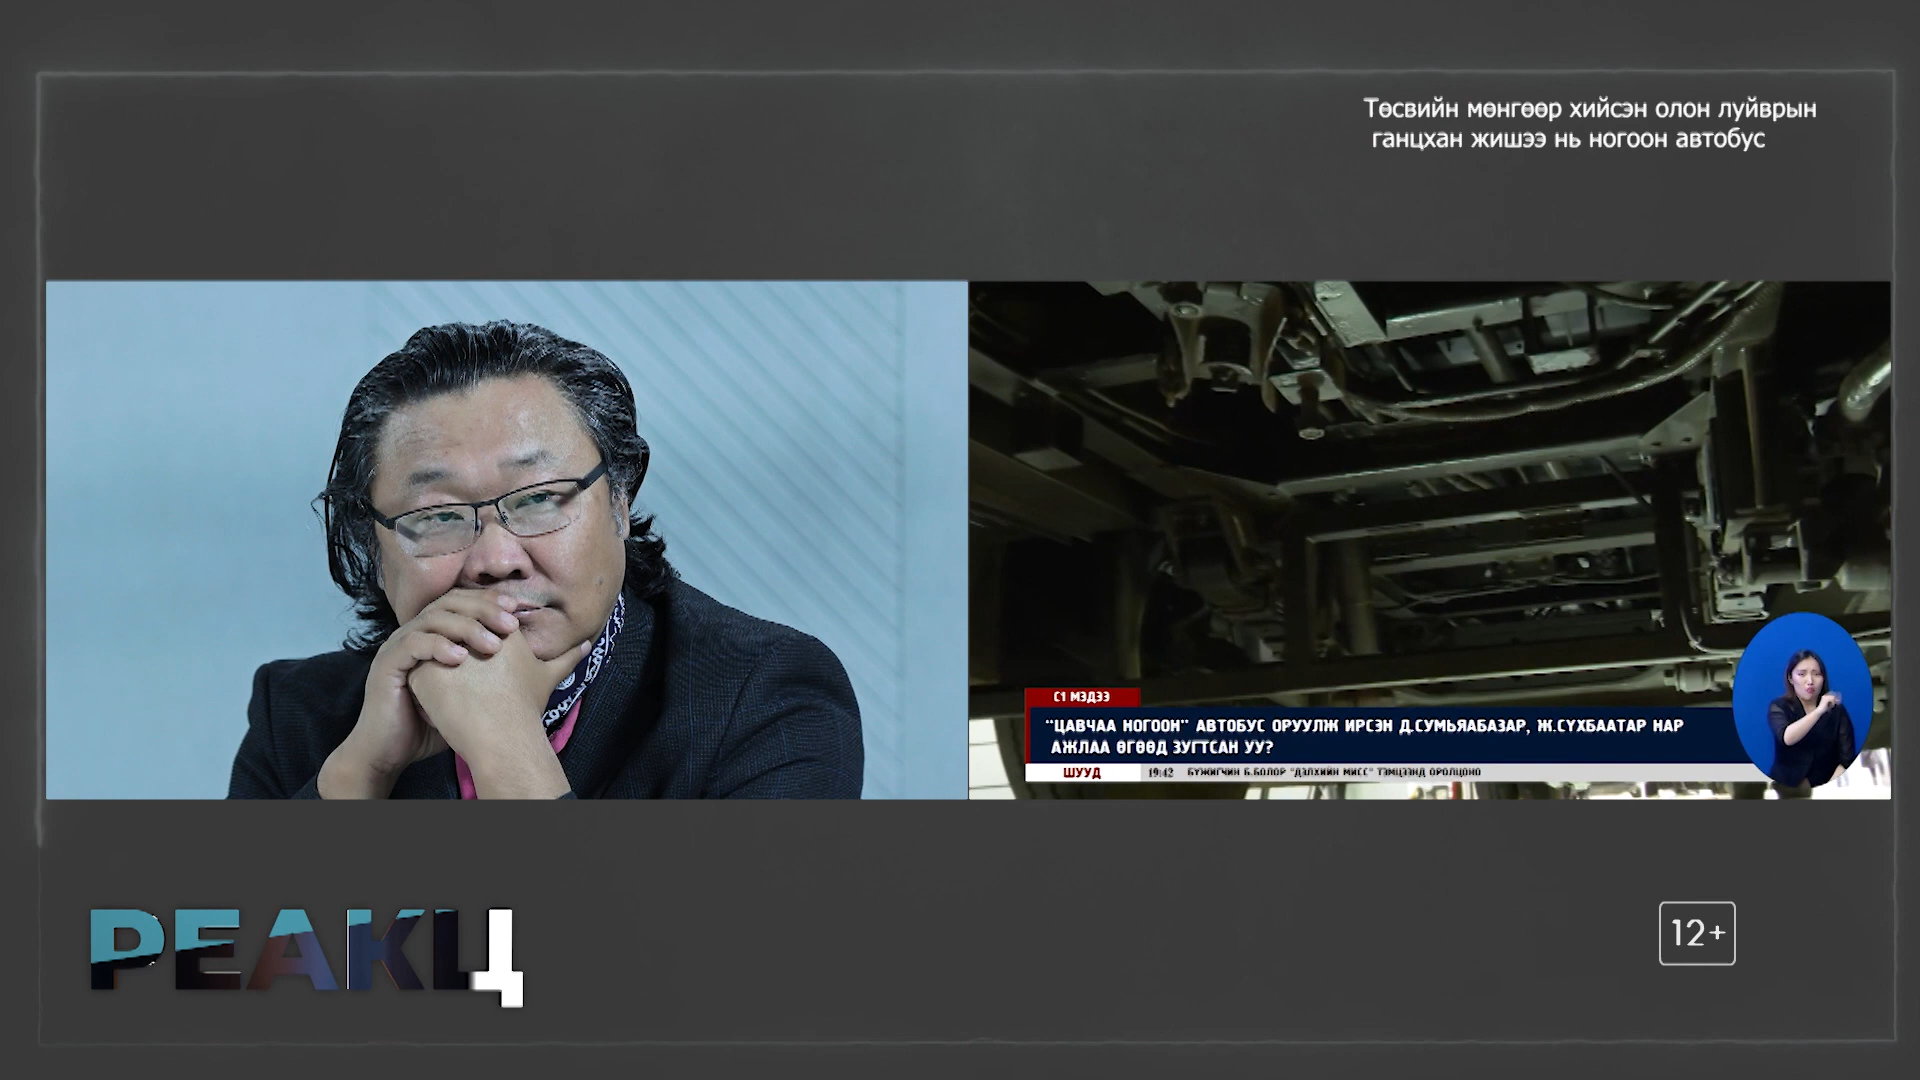 Төсвийн мөнгөөр хийсэн олон луйврын
ганцхан жишээ нь ногоон автобус
С1 МЭДЭЭ
"ЦАВЧАА НОГООН" АВТОБУС ОРУУЛЖ ИРСЭН Д.СУМЬЯАБАЗАР, Ж.СҮХБААТАР НАР
АЖЛАА ӨГӨӨД ЗУГТСАН УУ?
ШУУД 19:42 БҮЖИГЧИН Б.БОЛОР "ДЭЛХИЙН МИСС" ТЭМЦЭЭНД ОРОЛЦОНО
РЕАКЦ
12+